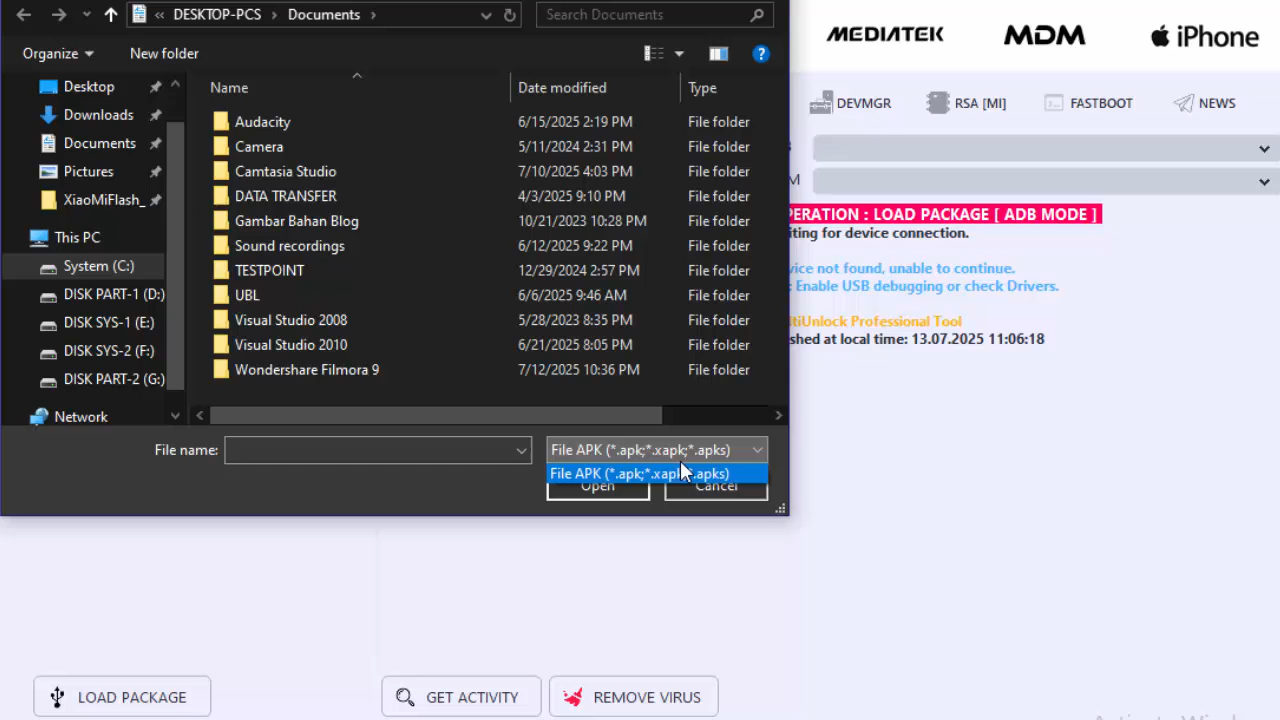 « DESKTOP-PCS › Documents ›
Search Documents
Organize
New folder
Name
Date modified
Type
Desktop
Downloads
Documents
Pictures
XiaoMiFlash_
This PC
System (C:)
DISK PART-1 (D:)
DISK SYS-1 (E:)
DISK SYS-2 (F:)
DISK PART-2 (G:)
Network
Audacity 6/15/2025 2:19 PM File folder
Camera 5/11/2024 2:31 PM File folder
Camtasia Studio 7/10/2025 4:03 PM File folder
DATA TRANSFER 4/3/2025 9:10 PM File folder
Gambar Bahan Blog 10/21/2023 10:28 PM File folder
Sound recordings 6/12/2025 9:22 PM File folder
TESTPOINT 12/29/2024 2:57 PM File folder
UBL 6/6/2025 9:46 AM File folder
Visual Studio 2008 5/28/2023 8:35 PM File folder
Visual Studio 2010 6/21/2025 8:05 PM File folder
Wondershare Filmora 9 7/12/2025 10:36 PM File folder
File name:
File APK (*.apk;*.xapk;*.apks)
File APK (*.apk;*.xapk;*.apks)
Open
Cancel
MEDIATEK
MDM
iPhone
DEVMGR
RSA [MI]
FASTBOOT
NEWS
M
PERATION : LOAD PACKAGE [ ADB MODE ]
iting for device connection.
vice not found, unable to continue.
: Enable USB debugging or check Drivers.
ltiUnlock Professional Tool
shed at local time: 13.07.2025 11:06:18
LOAD PACKAGE
GET ACTIVITY
REMOVE VIRUS